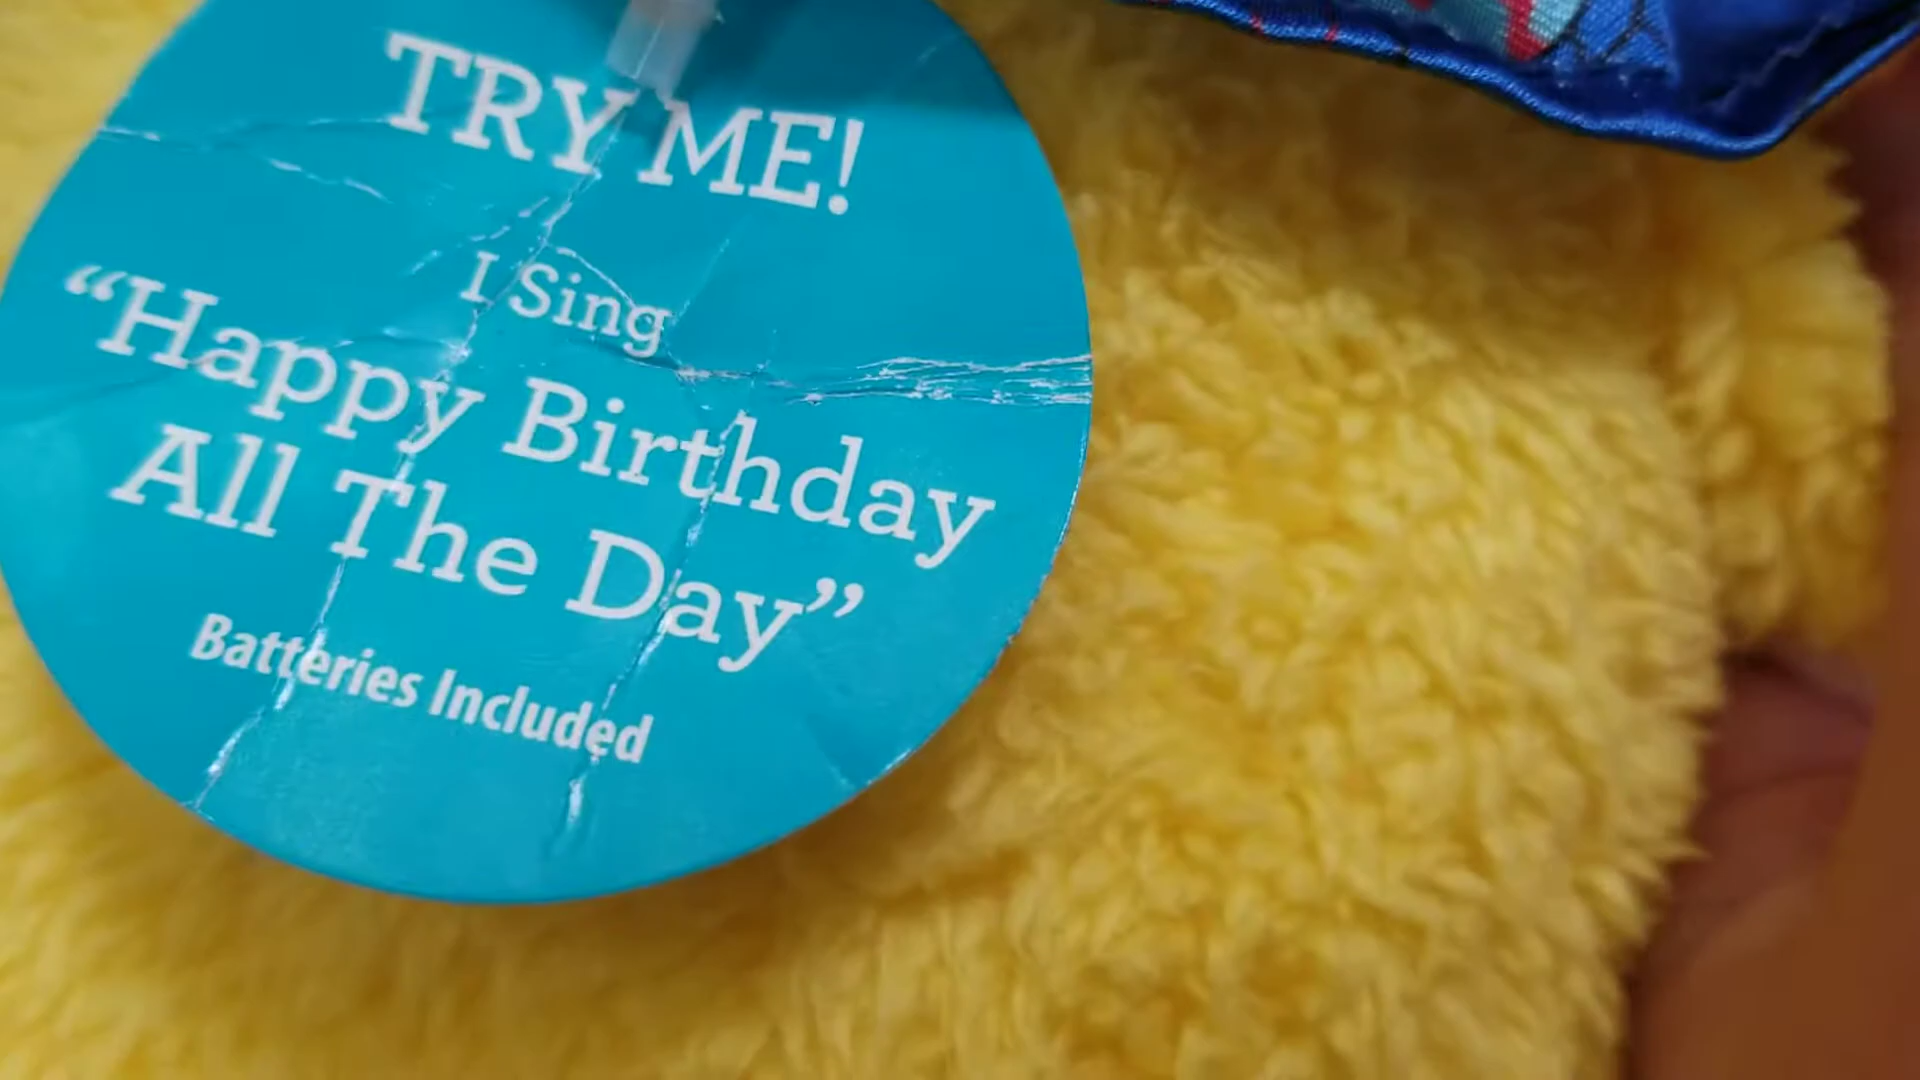 TRY ME!
I Sing
“Happy Birthday
All The Day”
Batteries Included